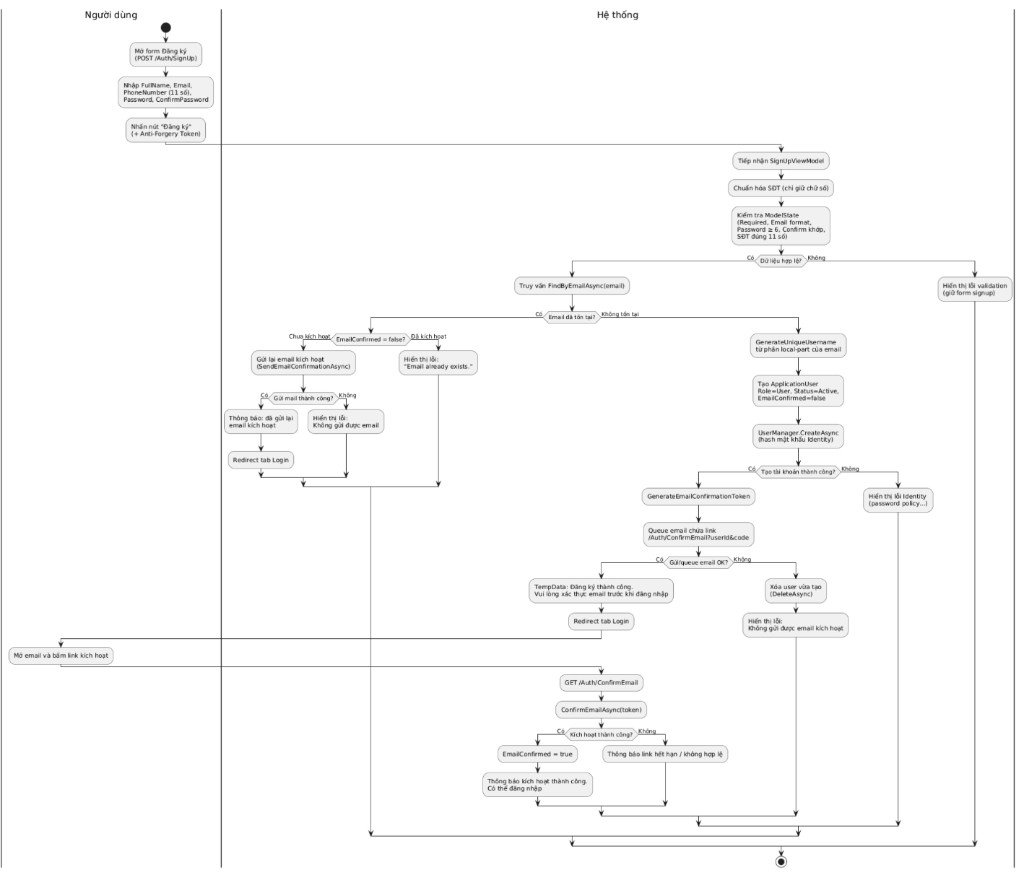 Người dùng
Hệ thống
Mở form Đăng ký
(POST /Auth/SignUp)
Nhập FullName, Email,
PhoneNumber (11 số),
Password, ConfirmPassword
Nhấn nút "Đăng ký"
(+ Anti-Forgery Token)
Tiếp nhận SignUpViewModel
Chuẩn hóa SĐT (chỉ giữ chữ số)
Kiểm tra ModelState
(Required, Email format,
Password ≥ 6, Confirm khớp,
SĐT đúng 11 số)
Có
Dữ liệu hợp lệ?
Không
Truy vấn FindByEmailAsync(email)
Hiển thị lỗi validation
(giữ form signup)
Có
Email đã tồn tại?
Không tồn tại
Chưa kích hoạt
EmailConfirmed = false?
Đã kích hoạt
Gửi lại email kích hoạt
(SendEmailConfirmationAsync)
Hiển thị lỗi:
"Email already exists."
Có
Gửi mail thành công?
Không
Thông báo: đã gửi lại
email kích hoạt
Hiển thị lỗi:
Không gửi được email
Redirect tab Login
GenerateUniqueUsername
từ phần local-part của email
Tạo ApplicationUser
Role=User, Status=Active,
EmailConfirmed=false
UserManager.CreateAsync
(hash mật khẩu Identity)
Có
Tạo tài khoản thành công?
Không
GenerateEmailConfirmationToken
Hiển thị lỗi Identity
(password policy...)
Queue email chứa link
/Auth/ConfirmEmail?userId&code
Có
Gửi/queue email OK?
Không
TempData: Đăng ký thành công.
Vui lòng xác thực email trước khi đăng nhập
Xóa user vừa tạo
(DeleteAsync)
Redirect tab Login
Hiển thị lỗi:
Không gửi được email kích hoạt
Mở email và bấm link kích hoạt
GET /Auth/ConfirmEmail
ConfirmEmailAsync(token)
Có
Kích hoạt thành công?
Không
EmailConfirmed = true
Thông báo link hết hạn / không hợp lệ
Thông báo kích hoạt thành công.
Có thể đăng nhập